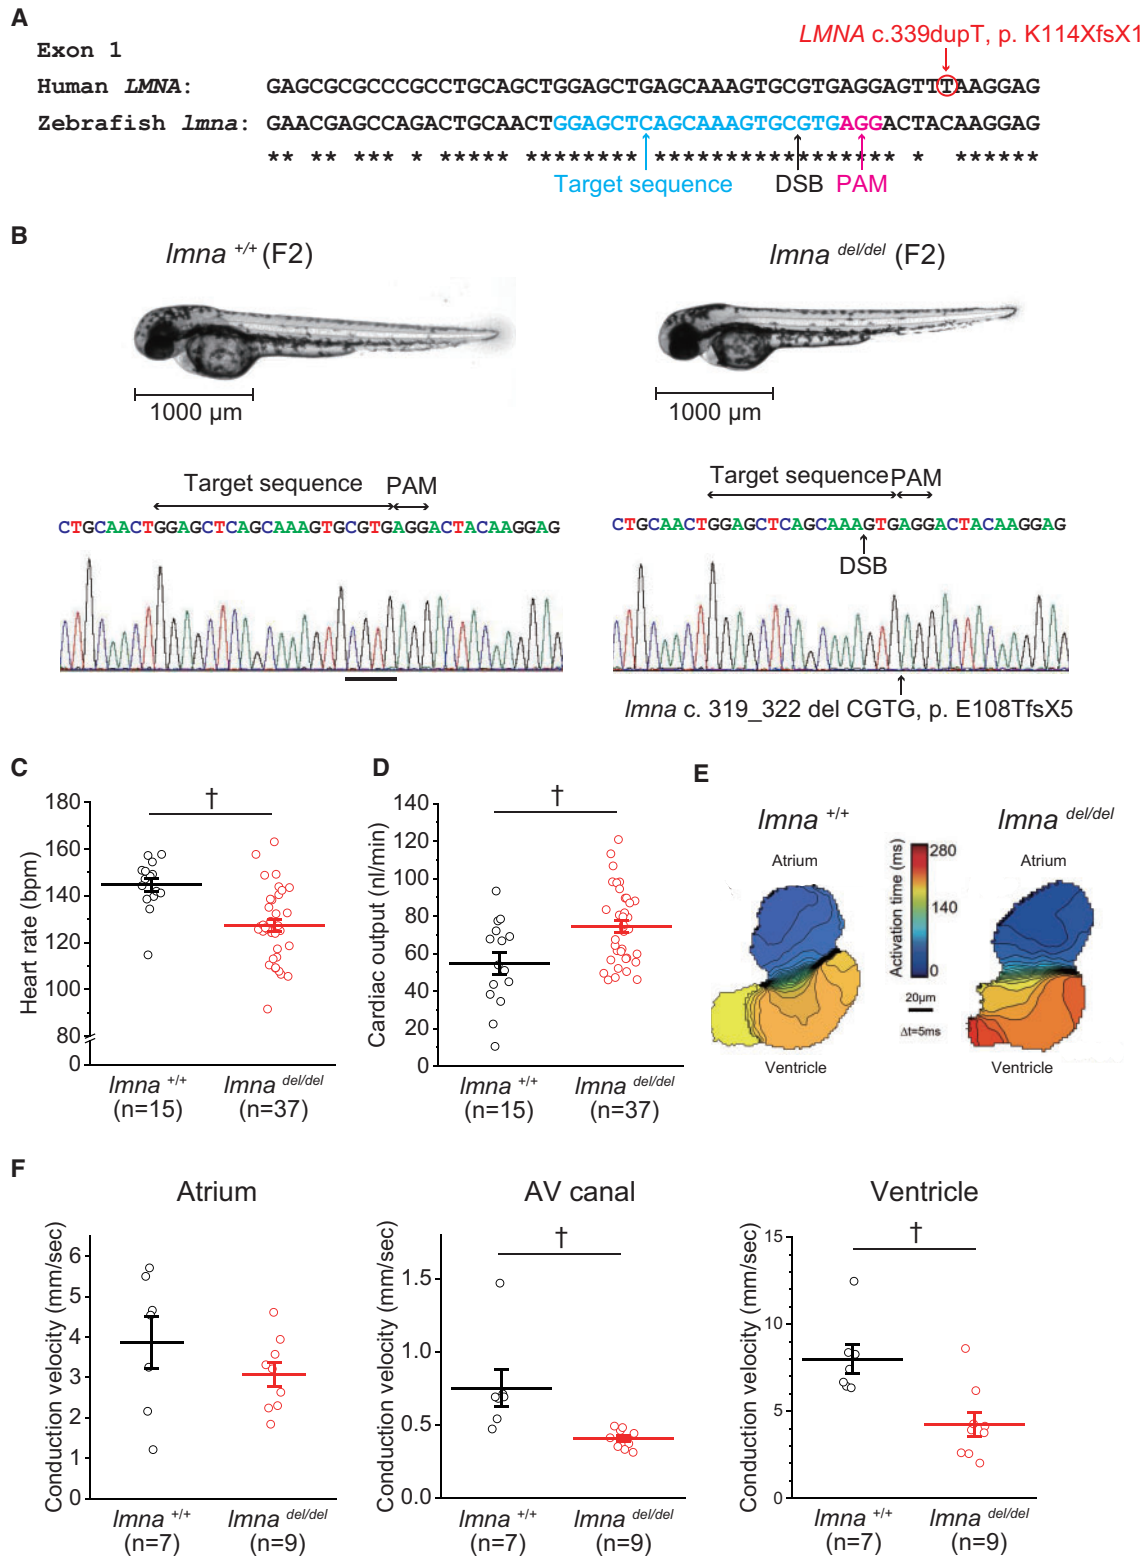 A
LMNA c.339dupT, p. K114XfsX1
Exon 1
Human LMNA: GAGCGCGCCCGCCTGCAGCTGGAGCTGAGCAAAGTGCGTGAGGAGTTTAAGGAG
Zebrafish lmna: GAACGAGCCAGACTGCAACTGGAGCTCAGCAAAGTGCGTGAGGACTACAAGGAG
** ** *** * ***** ******** ***************** * ******
Target sequence DSB PAM
B
lmna +/+ (F2) lmna del/del (F2)
1000 µm 1000 µm
Target sequence PAM Target sequence PAM
CTGCAACTGGAGCTCAGCAAAGTGCGTGAGGACTACAAGGAG CTGCAACTGGAGCTCAGCAAAGTGAGGACTACAAGGAG
DSB
lmna c. 319_322 del CGTG, p. E108TfsX5
C
Heart rate (bpm)
180
160
140
120
100
80
0
†
lmna +/+ lmna del/del
(n=15) (n=37)
D
Cardiac output (nl/min)
140
120
100
80
60
40
20
0
†
lmna +/+ lmna del/del
(n=15) (n=37)
E
lmna +/+ lmna del/del
Atrium Atrium
Activation time (ms)
280
140
0
20µm
Δt=5ms
Ventricle Ventricle
F
Atrium
Conduction velocity (mm/sec)
6
5
4
3
2
1
0
lmna +/+ lmna del/del
(n=7) (n=9)
AV canal
Conduction velocity (mm/sec)
1.5
1.0
0.5
0.0
†
lmna +/+ lmna del/del
(n=7) (n=9)
Ventricle
Conduction velocity (mm/sec)
15
10
5
0
†
lmna +/+ lmna del/del
(n=7) (n=9)